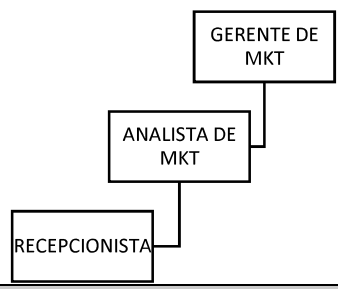 GERENTE DE
MKT
ANALISTA DE
MKT
RECEPCIONISTA